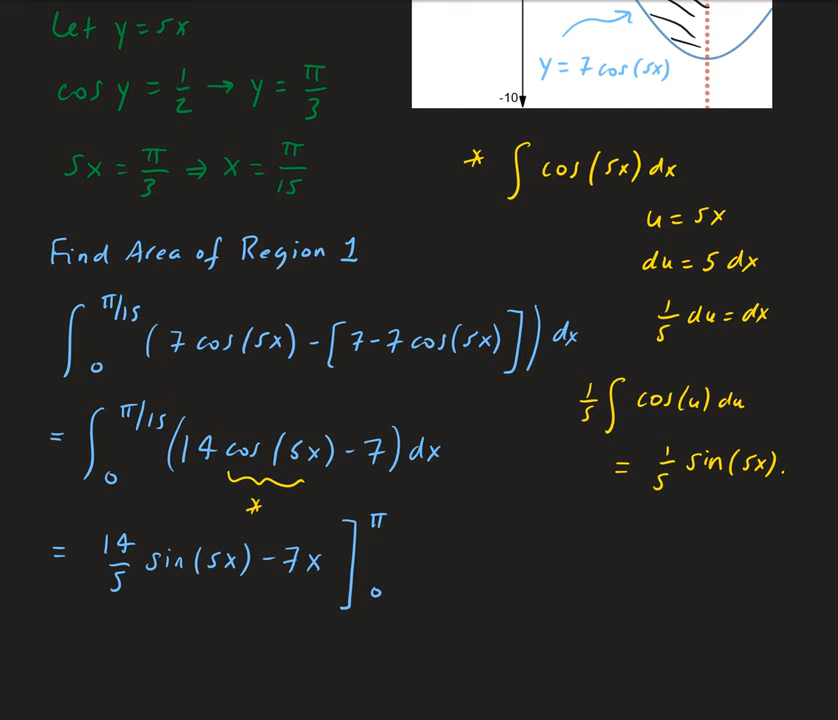 Let y = 5x
cos y = 1/2 → y = π/3
5x = π/3 ⇒ x = π/15
y = 7 cos(5x)
-10
* ∫ cos(5x) dx
u = 5x
du = 5 dx
1/5 du = dx
1/5 ∫ cos(u) du
= 1/5 sin(5x).
Find Area of Region 1
∫₀^(π/15) (7 cos(5x) - [7 - 7 cos(5x)]) dx
= ∫₀^(π/15) (14 cos(5x) - 7) dx
*
= 14/5 sin(5x) - 7x ]₀^π